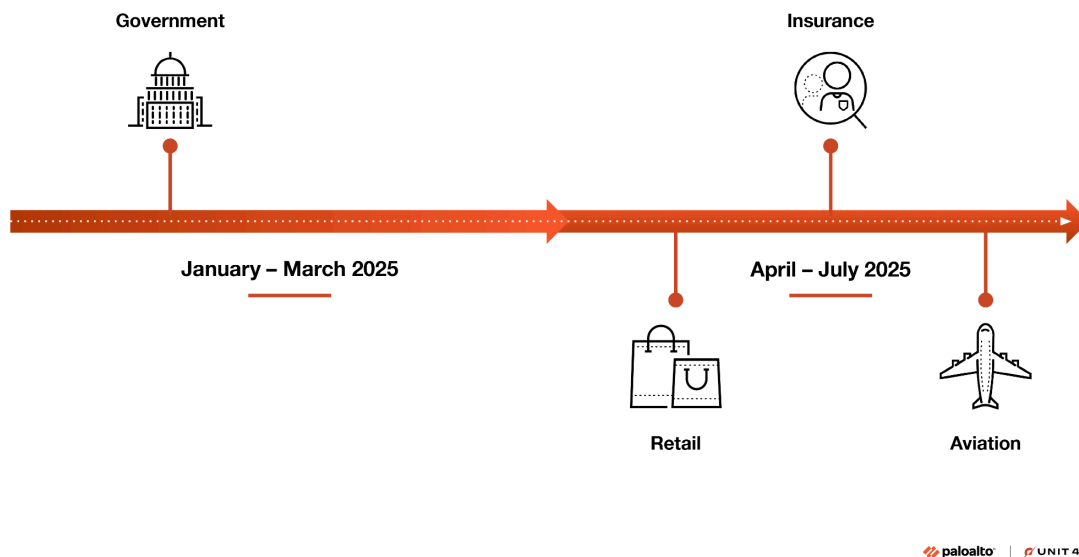 Government
Insurance
January – March 2025
April – July 2025
Retail
Aviation
paloalto
UNIT 4